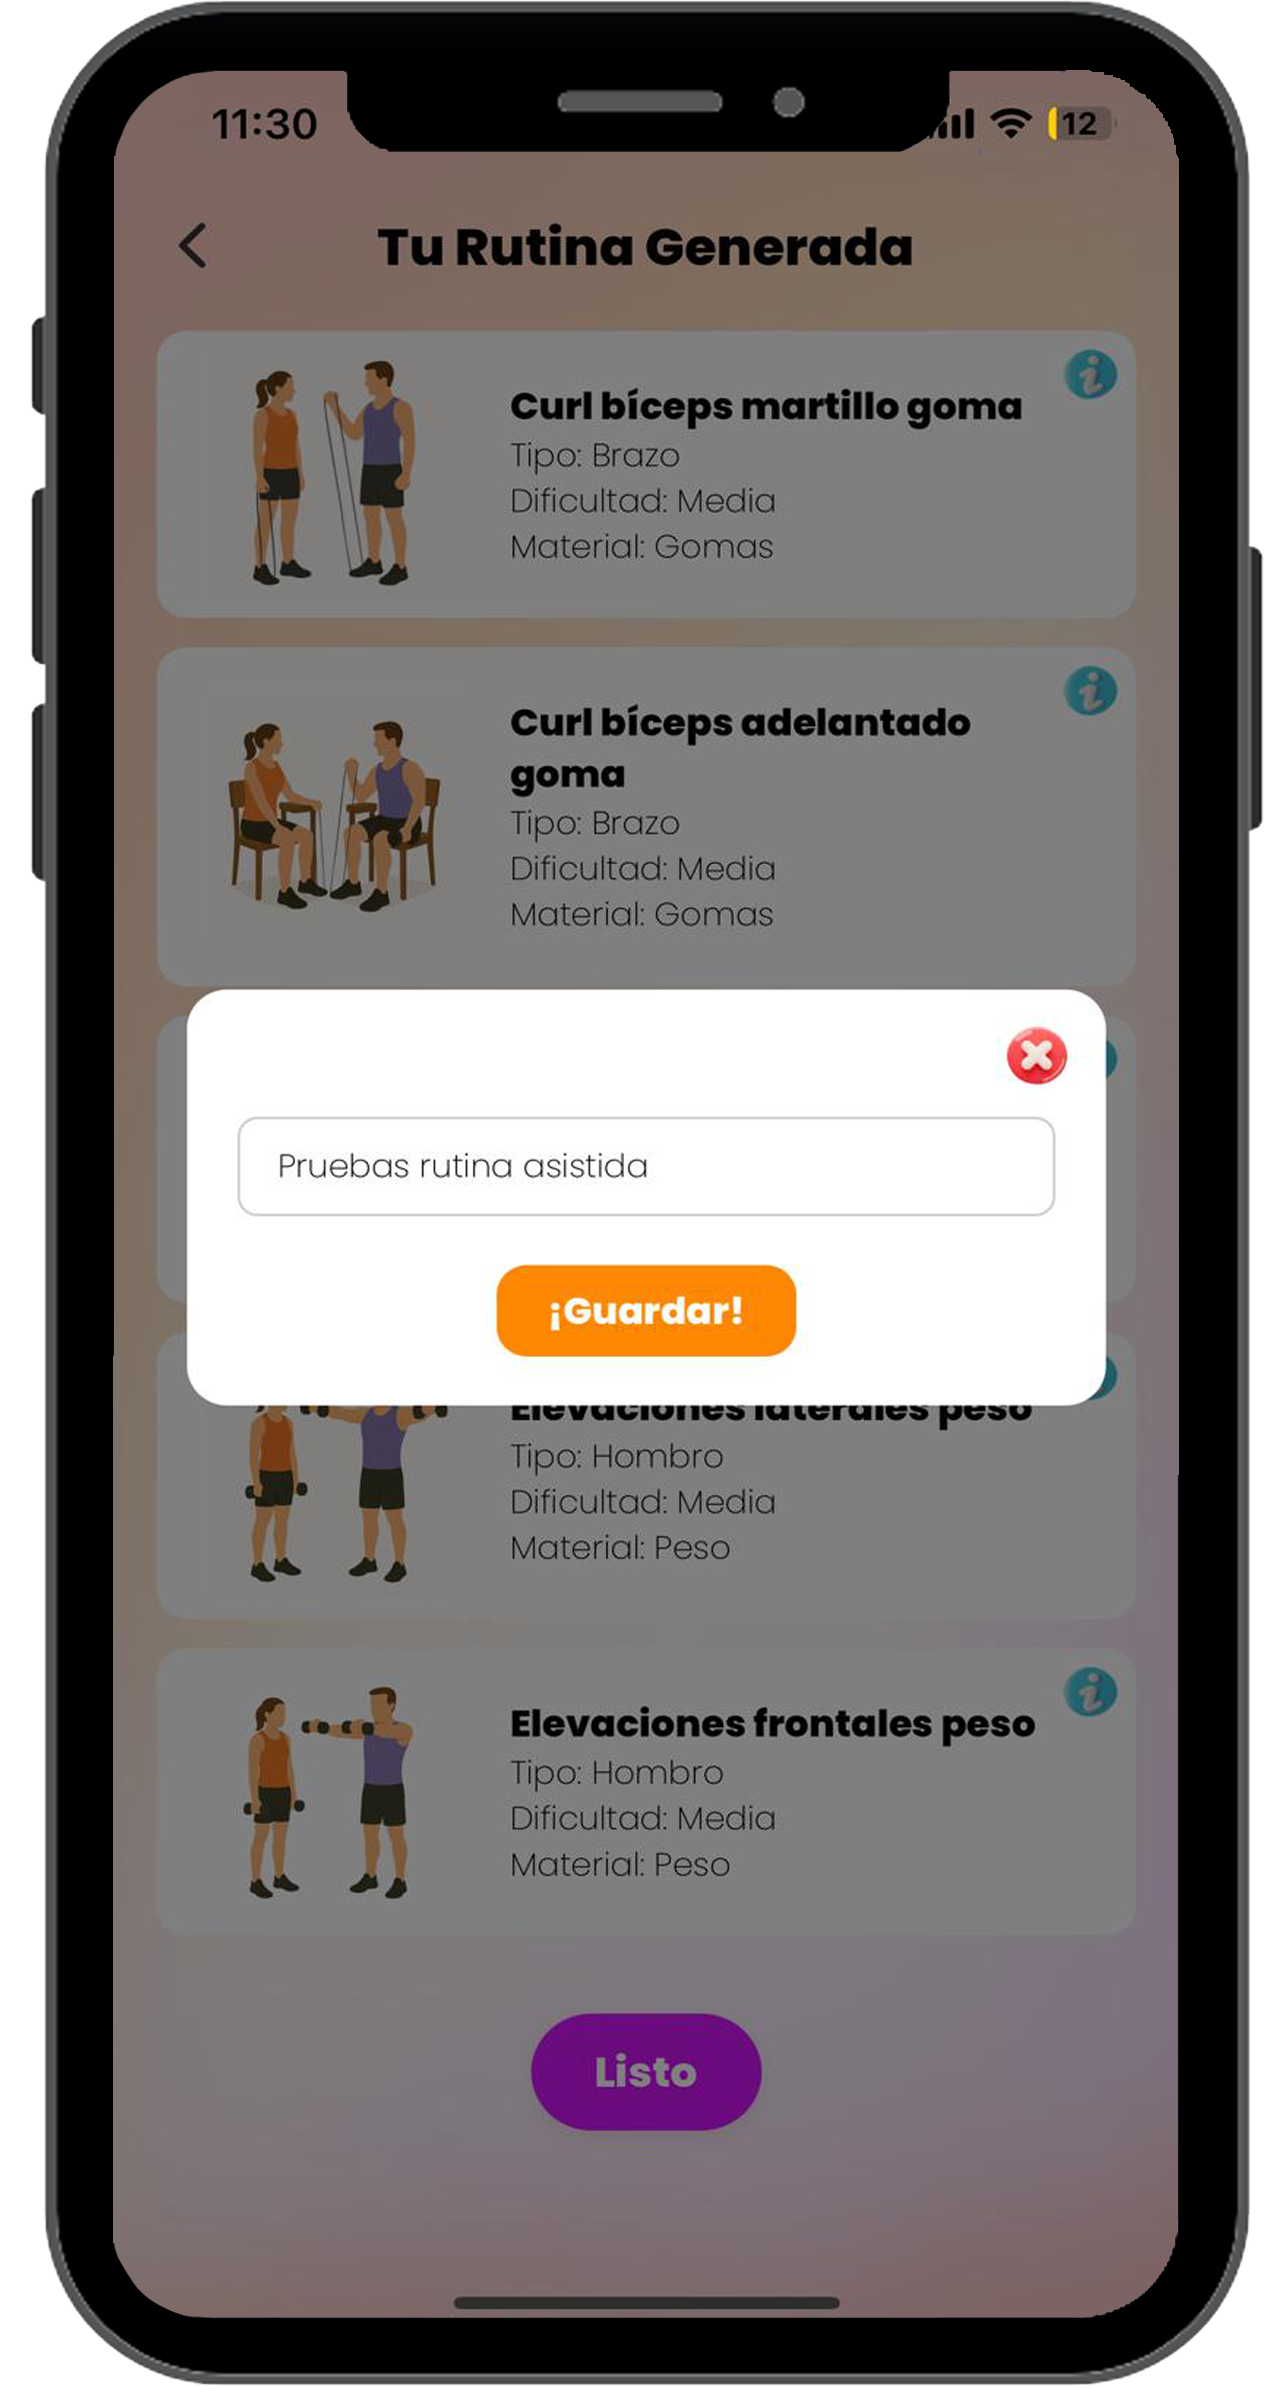 11:30
12
Tu Rutina Generada
Curl bíceps martillo goma
Tipo: Brazo
Dificultad: Media
Material: Gomas
Curl bíceps adelantado
goma
Tipo: Brazo
Dificultad: Media
Material: Gomas
Pruebas rutina asistida
¡Guardar!
Elevaciones laterales peso
Tipo: Hombro
Dificultad: Media
Material: Peso
Elevaciones frontales peso
Tipo: Hombro
Dificultad: Media
Material: Peso
Listo